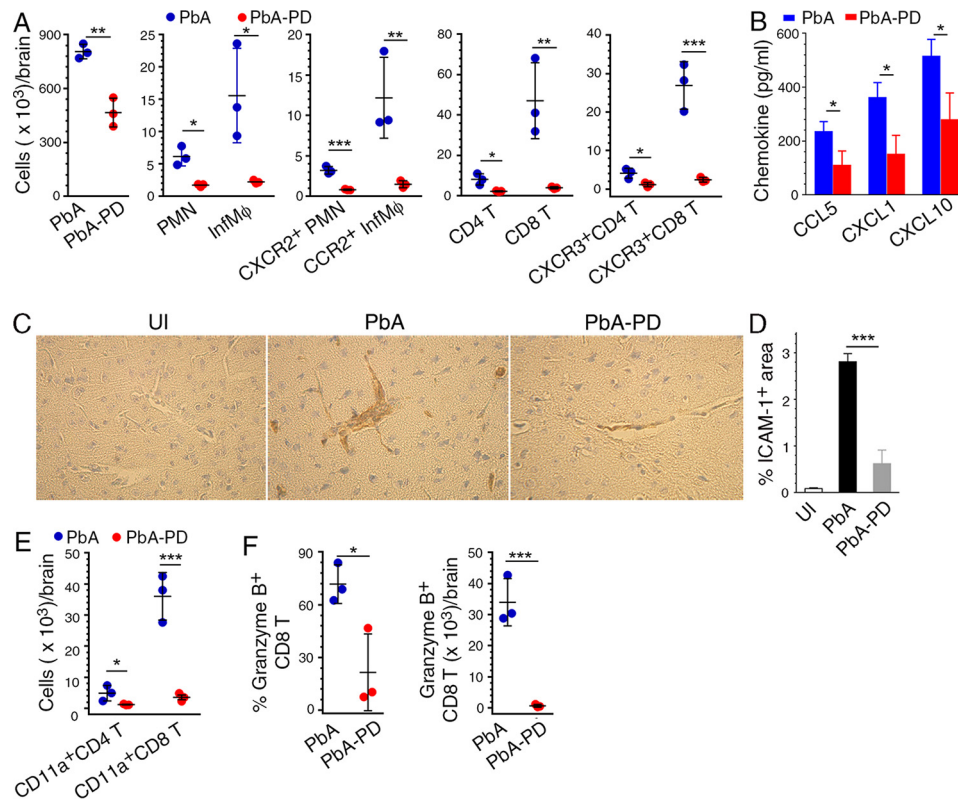 A
PbA
PbA-PD
Cells ( x 10³)/brain
900
600
300
0
**
PbA
PbA-PD
25
20
15
10
5
0
*
*
PMN
InfMϕ
20
15
10
5
0
***
**
CXCR2⁺ PMN
CCR2⁺ InfMϕ
80
60
40
20
0
*
**
CD4 T
CD8 T
40
30
20
10
0
*
***
CXCR3⁺CD4 T
CXCR3⁺CD8 T
B
PbA
PbA-PD
Chemokine (pg/ml)
600
400
200
0
*
*
*
CCL5
CXCL1
CXCL10
C
UI
PbA
PbA-PD
D
% ICAM-1⁺ area
3
2
1
0
***
UI
PbA
PbA-PD
E
PbA
PbA-PD
Cells ( x 10³)/brain
50
40
30
20
10
0
*
***
CD11a⁺CD4 T
CD11a⁺CD8 T
F
% Granzyme B⁺
CD8 T
90
60
30
0
*
PbA
PbA-PD
Granzyme B⁺
CD8 T (x 10³)/brain
50
40
30
20
10
0
***
PbA
PbA-PD